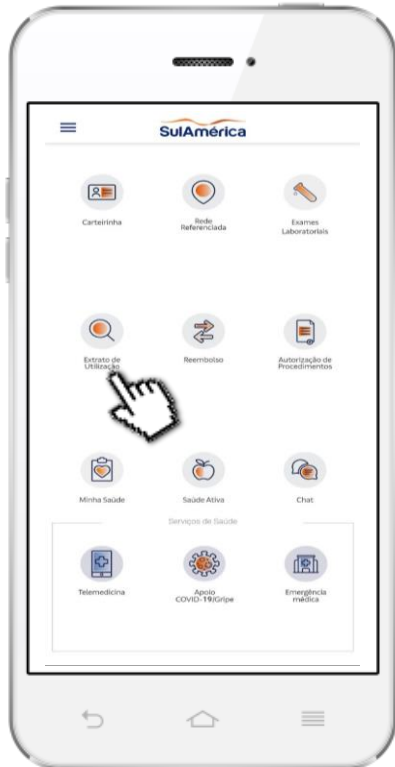 SulAmérica
Carteirinha
Rede
Referenciada
Exames
Laboratoriais
Extrato de
Utilização
Reembolso
Autorização de
Procedimentos
Minha Saúde
Saúde Ativa
Chat
Serviços de Saúde
Telemedicina
Apoio
COVID-19/Gripe
Emergência
médica